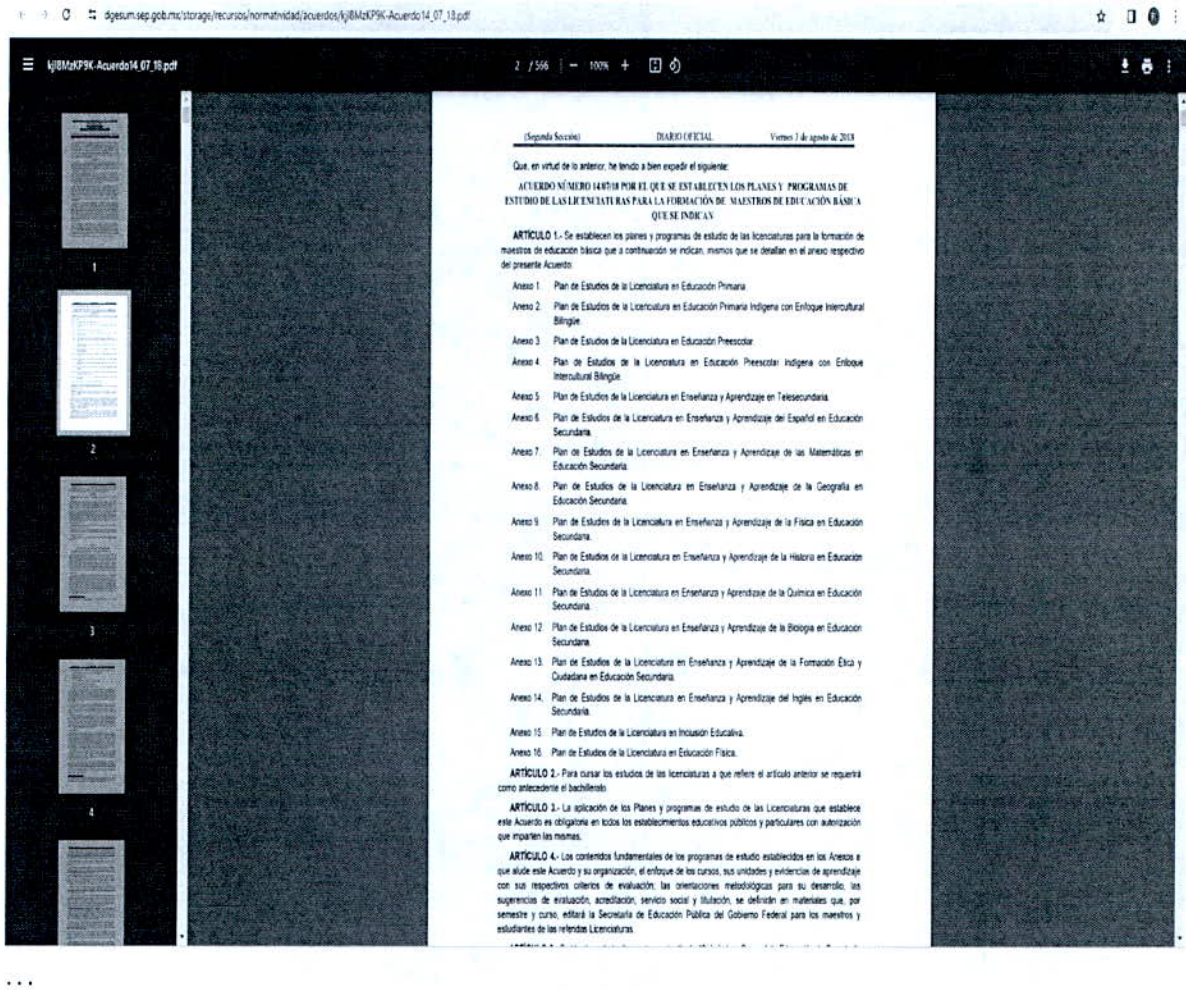 dgesum.sep.gob.mx/storage/recursos/normatividad/acuerdos/kjI8MzKP9K-Acuerdo14_07_18.pdf
kjI8MzKP9K-Acuerdo14_07_18.pdf
2 / 566
100%
1
2
3
4
(Segunda Sección) DIARIO OFICIAL Viernes 3 de agosto de 2018
Que, en virtud de lo anterior, he tenido a bien expedir el siguiente:
ACUERDO NÚMERO 14/07/18 POR EL QUE SE ESTABLECEN LOS PLANES Y PROGRAMAS DE
ESTUDIO DE LAS LICENCIATURAS PARA LA FORMACIÓN DE MAESTROS DE EDUCACIÓN BÁSICA
QUE SE INDICAN
ARTÍCULO 1.- Se establecen los planes y programas de estudio de las licenciaturas para la formación de
maestros de educación básica que a continuación se indican, mismos que se detallan en el anexo respectivo
del presente Acuerdo:
Anexo 1. Plan de Estudios de la Licenciatura en Educación Primaria.
Anexo 2. Plan de Estudios de la Licenciatura en Educación Primaria Indígena con Enfoque Intercultural
Bilingüe.
Anexo 3. Plan de Estudios de la Licenciatura en Educación Preescolar.
Anexo 4. Plan de Estudios de la Licenciatura en Educación Preescolar Indígena con Enfoque
Intercultural Bilingüe.
Anexo 5. Plan de Estudios de la Licenciatura en Enseñanza y Aprendizaje en Telesecundaria.
Anexo 6. Plan de Estudios de la Licenciatura en Enseñanza y Aprendizaje del Español en Educación
Secundaria.
Anexo 7. Plan de Estudios de la Licenciatura en Enseñanza y Aprendizaje de las Matemáticas en
Educación Secundaria.
Anexo 8. Plan de Estudios de la Licenciatura en Enseñanza y Aprendizaje de la Geografía en
Educación Secundaria.
Anexo 9. Plan de Estudios de la Licenciatura en Enseñanza y Aprendizaje de la Física en Educación
Secundaria.
Anexo 10. Plan de Estudios de la Licenciatura en Enseñanza y Aprendizaje de la Historia en Educación
Secundaria.
Anexo 11. Plan de Estudios de la Licenciatura en Enseñanza y Aprendizaje de la Química en Educación
Secundaria.
Anexo 12. Plan de Estudios de la Licenciatura en Enseñanza y Aprendizaje de la Biología en Educación
Secundaria.
Anexo 13. Plan de Estudios de la Licenciatura en Enseñanza y Aprendizaje de la Formación Ética y
Ciudadana en Educación Secundaria.
Anexo 14. Plan de Estudios de la Licenciatura en Enseñanza y Aprendizaje del Inglés en Educación
Secundaria.
Anexo 15. Plan de Estudios de la Licenciatura en Inclusión Educativa.
Anexo 16. Plan de Estudios de la Licenciatura en Educación Física.
ARTÍCULO 2.- Para cursar los estudios de las licenciaturas a que refiere el artículo anterior se requerirá
como antecedente el bachillerato.
ARTÍCULO 3.- La aplicación de los Planes y programas de estudio de las Licenciaturas que establece
este Acuerdo es obligatoria en todos los establecimientos educativos públicos y particulares con autorización
que imparten las mismas.
ARTÍCULO 4.- Los contenidos fundamentales de los programas de estudio establecidos en los Anexos a
que alude este Acuerdo y su organización, el enfoque de los cursos, sus unidades y evidencias de aprendizaje
con sus respectivos criterios de evaluación; las orientaciones metodológicas para su desarrollo, las
sugerencias de evaluación, acreditación, servicio social y titulación, se definirán en materiales que, por
semestre y curso, editará la Secretaría de Educación Pública del Gobierno Federal para los maestros y
estudiantes de las referidas Licenciaturas.
...